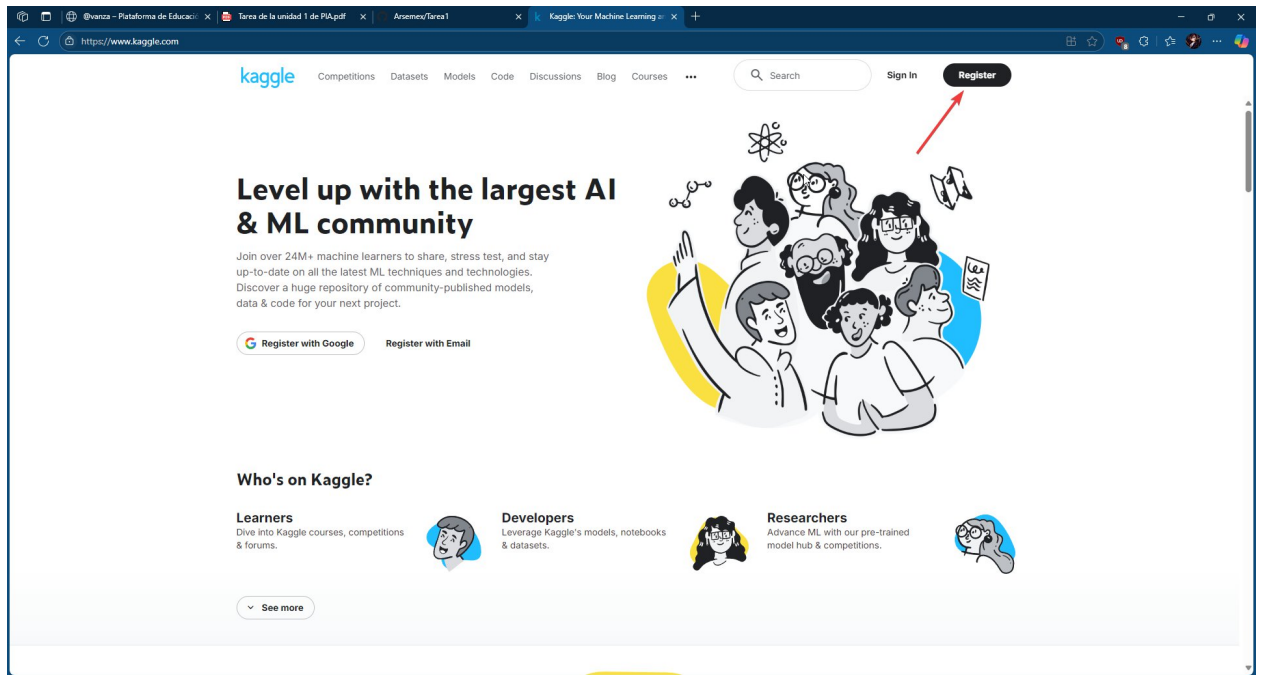 @vanza – Plataforma de Educació
Tarea de la unidad 1 de PIA.pdf
Arsemex/Tarea1
Kaggle: Your Machine Learning an
https://www.kaggle.com
kaggle
Competitions Datasets Models Code Discussions Blog Courses
Search
Sign In
Register
Level up with the largest AI
& ML community
Join over 24M+ machine learners to share, stress test, and stay
up-to-date on all the latest ML techniques and technologies.
Discover a huge repository of community-published models,
data & code for your next project.
Register with Google Register with Email
Who's on Kaggle?
Learners
Dive into Kaggle courses, competitions
& forums.
Developers
Leverage Kaggle's models, notebooks
& datasets.
Researchers
Advance ML with our pre-trained
model hub & competitions.
See more